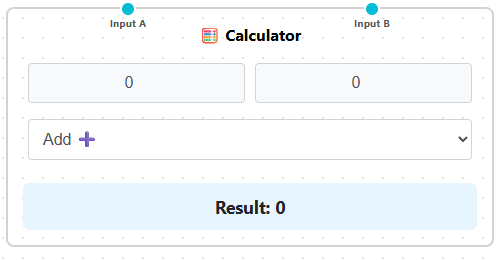 Input A Input B
🧮 Calculator
0 0
Add ➕
Result: 0